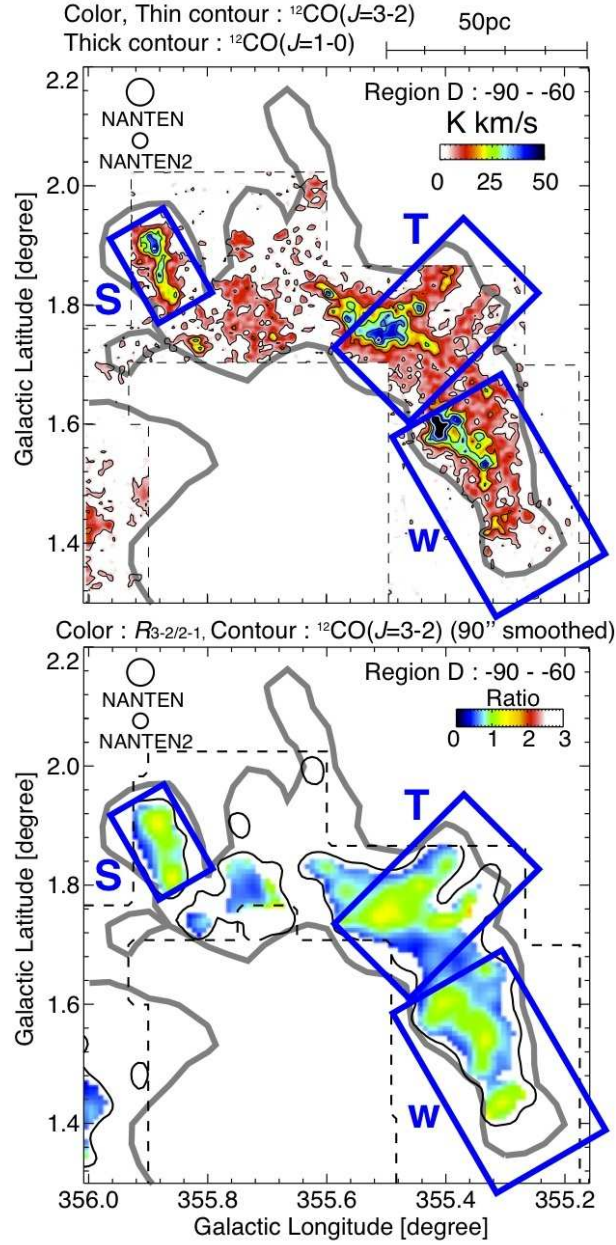 Color, Thin contour : ¹²CO(J=3-2)
Thick contour : ¹²CO(J=1-0)
50pc
2.2
NANTEN
NANTEN2
Region D : -90 - -60
K km/s
0 25 50
2.0
T
S
1.8
Galactic Latitude [degree]
1.6
w
1.4
Color : R3-2/2-1, Contour : ¹²CO(J=3-2) (90" smoothed)
2.2
NANTEN
NANTEN2
Region D : -90 - -60
Ratio
0 1 2 3
2.0
T
S
1.8
Galactic Latitude [degree]
1.6
w
1.4
356.0 355.8 355.6 355.4 355.2
Galactic Longitude [degree]